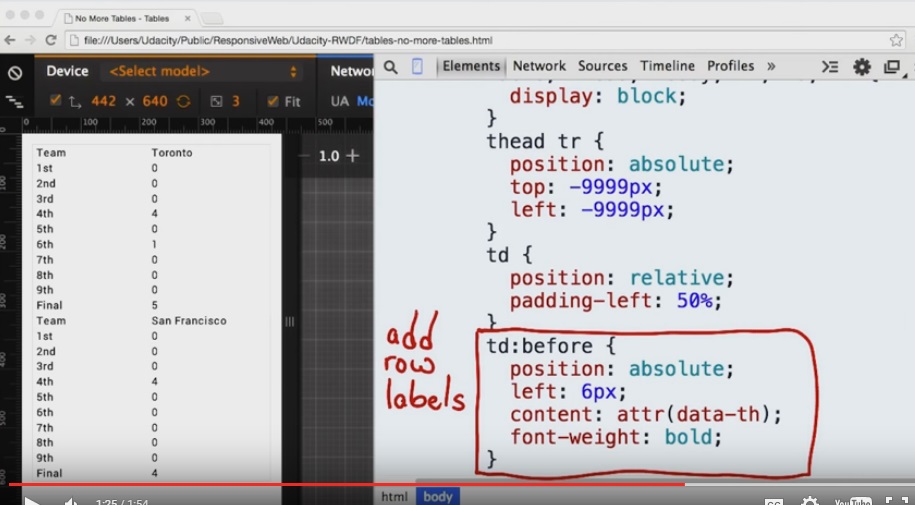 No More Tables - Tables
file:///Users/Udacity/Public/ResponsiveWeb/Udacity-RWDF/tables-no-more-tables.html
Device <Select model> Networ
442 × 640 3 Fit UA Mo
Elements Network Sources Timeline Profiles »
0 100 200 300 400 500
1.0 +
Team Toronto
1st 0
2nd 0
3rd 0
4th 4
5th 0
6th 1
7th 0
8th 0
9th 0
Final 5
Team San Francisco
1st 0
2nd 0
3rd 0
4th 4
5th 0
6th 0
7th 0
8th 0
9th 0
Final 4
display: block;
}
thead tr {
position: absolute;
top: -9999px;
left: -9999px;
}
td {
position: relative;
padding-left: 50%;
}
add
row
labels
td:before {
position: absolute;
left: 6px;
content: attr(data-th);
font-weight: bold;
}
html body
1:25 / 1:54
CC YouTube